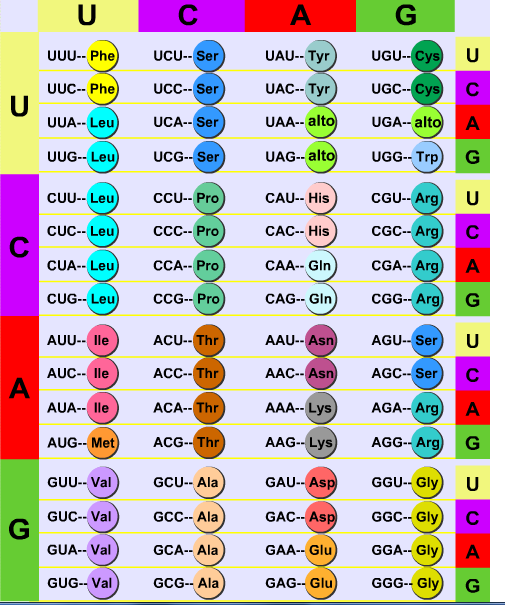 U C A G
U
UUU--Phe UCU--Ser UAU--Tyr UGU--Cys U
UUC--Phe UCC--Ser UAC--Tyr UGC--Cys C
UUA--Leu UCA--Ser UAA--alto UGA--alto A
UUG--Leu UCG--Ser UAG--alto UGG--Trp G
C
CUU--Leu CCU--Pro CAU--His CGU--Arg U
CUC--Leu CCC--Pro CAC--His CGC--Arg C
CUA--Leu CCA--Pro CAA--Gln CGA--Arg A
CUG--Leu CCG--Pro CAG--Gln CGG--Arg G
A
AUU--Ile ACU--Thr AAU--Asn AGU--Ser U
AUC--Ile ACC--Thr AAC--Asn AGC--Ser C
AUA--Ile ACA--Thr AAA--Lys AGA--Arg A
AUG--Met ACG--Thr AAG--Lys AGG--Arg G
G
GUU--Val GCU--Ala GAU--Asp GGU--Gly U
GUC--Val GCC--Ala GAC--Asp GGC--Gly C
GUA--Val GCA--Ala GAA--Glu GGA--Gly A
GUG--Val GCG--Ala GAG--Glu GGG--Gly G